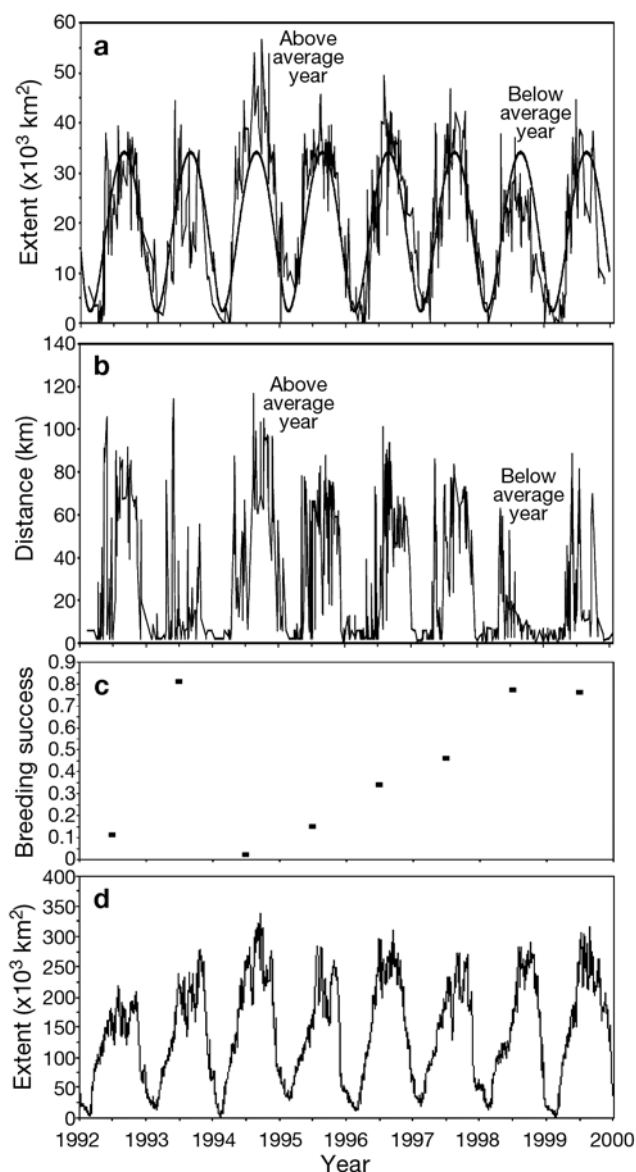 a
Above
average
year
Below
average
year
60
50
40
30
20
10
0
Extent (x10³ km²)
b
Above
average
year
Below
average
year
140
120
100
80
60
40
20
0
Distance (km)
c
0.9
0.8
0.7
0.6
0.5
0.4
0.3
0.2
0.1
0
Breeding success
d
400
350
300
250
200
150
100
50
0
Extent (x10³ km²)
1992 1993 1994 1995 1996 1997 1998 1999 2000
Year